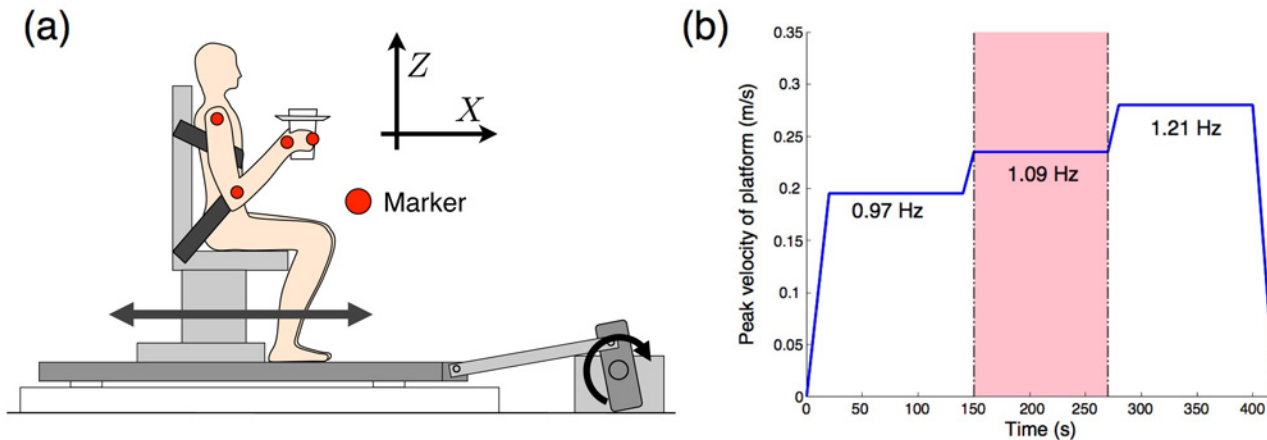 (a)
Z
X
Marker
(b)
Peak velocity of platform (m/s)
0.35
0.3
0.25
0.2
0.15
0.1
0.05
0
0.97 Hz
1.09 Hz
1.21 Hz
0 50 100 150 200 250 300 350 400
Time (s)